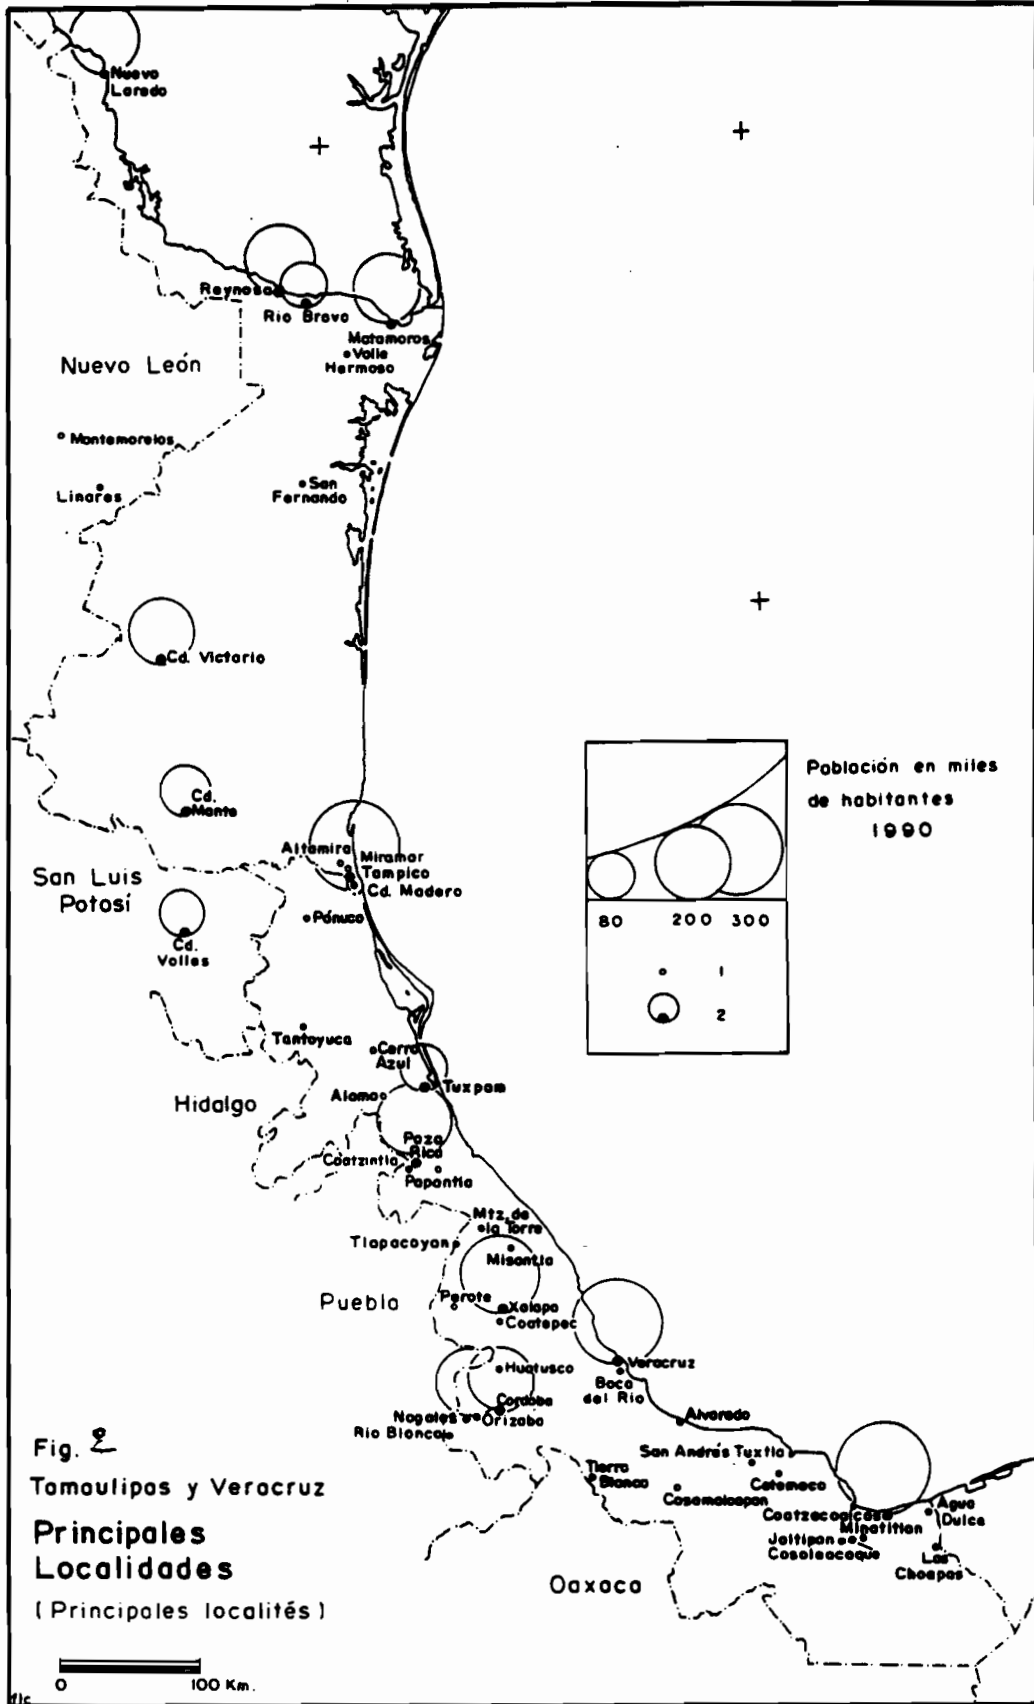 Nuevo
Laredo
Reynosa
Rio Bravo
Matamoros
Valle
Hermoso
Nuevo León
Montemorelos
Linares
San
Fernando
Cd. Victoria
Cd.
Mante
Altamira
Miramar
Tampico
Cd. Madero
San Luis
Potosí
Pánuco
Cd.
Valles
Población en miles
de habitantes
1990
80 200 300
1
2
Tantoyuca
Cerro
Azul
Tuxpam
Alamo
Hidalgo
Poza
Rica
Coatzintla
Papantla
Mtz. de
la Torre
Tlapacoyan
Misantla
Puebla
Perote
Xalapa
Coatepec
Huatusco
Veracruz
Boca
del Rio
Cordoba
Nogales
Orizaba
Rio Blanco
Alvarado
San Andrés Tuxtla
Tierra
Blanca
Catemaco
Cosamaloapan
Coatzacoalcos
Minatitlan
Agua
Dulce
Jaltipan
Cosoleacaque
Las
Choapas
Oaxaca
Fig. 2
Tamaulipas y Veracruz
Principales
Localidades
(Principales localités)
0 100 Km.